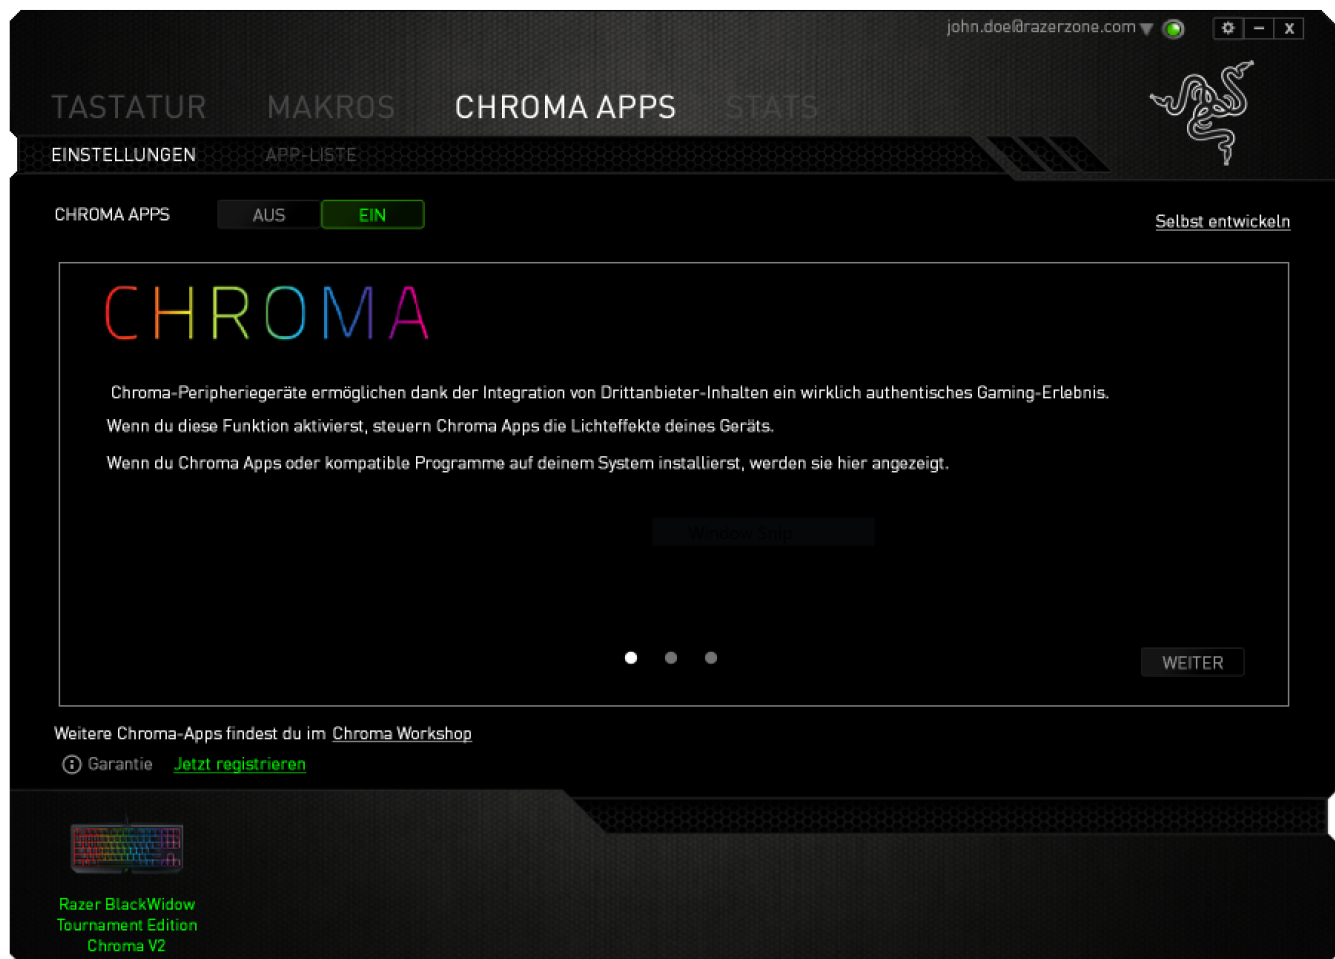 john.doe@razerzone.com
TASTATUR MAKROS CHROMA APPS STATS
EINSTELLUNGEN APP-LISTE
CHROMA APPS AUS EIN
Selbst entwickeln
CHROMA
Chroma-Peripheriegeräte ermöglichen dank der Integration von Drittanbieter-Inhalten ein wirklich authentisches Gaming-Erlebnis.
Wenn du diese Funktion aktivierst, steuern Chroma Apps die Lichteffekte deines Geräts.
Wenn du Chroma Apps oder kompatible Programme auf deinem System installierst, werden sie hier angezeigt.
Window Snip
WEITER
Weitere Chroma-Apps findest du im Chroma Workshop
Garantie Jetzt registrieren
Razer BlackWidow
Tournament Edition
Chroma V2